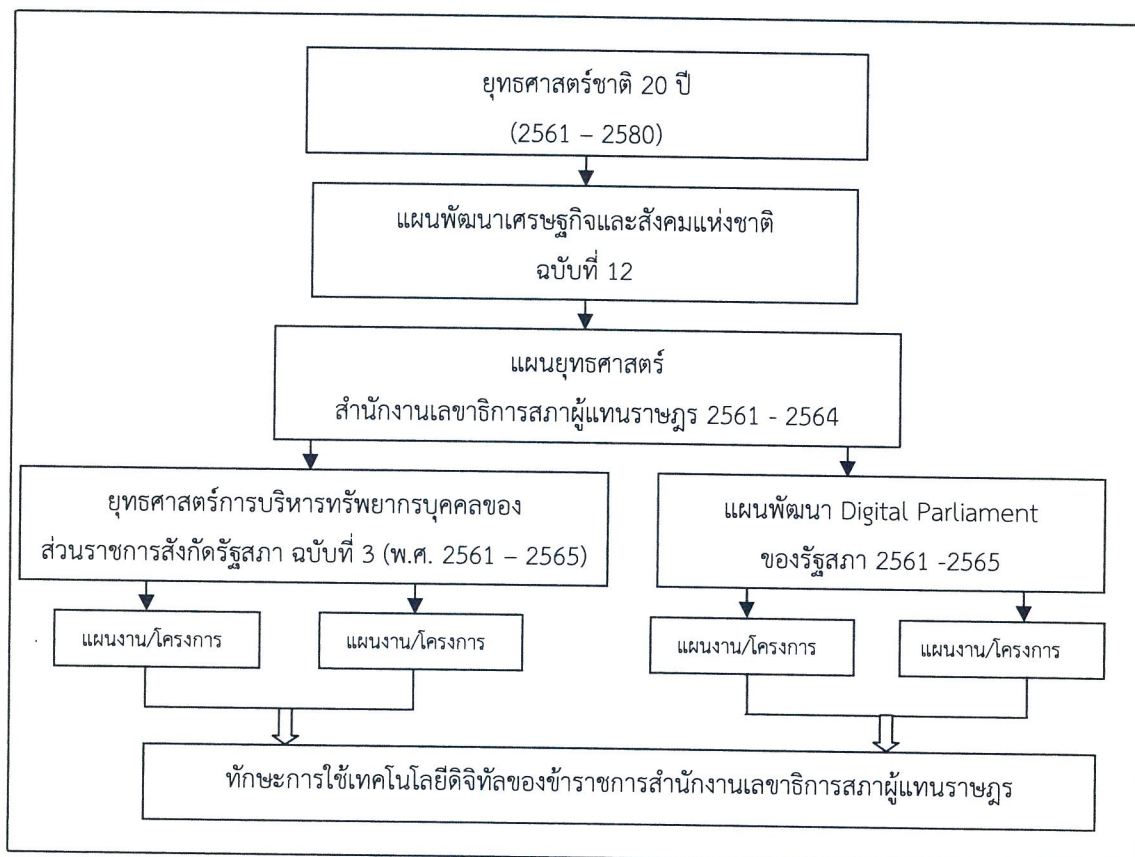 ยุทธศาสตร์ชาติ 20 ปี
(2561 – 2580)
แผนพัฒนาเศรษฐกิจและสังคมแห่งชาติ
ฉบับที่ 12
แผนยุทธศาสตร์
สำนักงานเลขาธิการสภาผู้แทนราษฎร 2561 - 2564
ยุทธศาสตร์การบริหารทรัพยากรบุคคลของ
ส่วนราชการสังกัดรัฐสภา ฉบับที่ 3 (พ.ศ. 2561 – 2565)
แผนพัฒนา Digital Parliament
ของรัฐสภา 2561 -2565
แผนงาน/โครงการ
แผนงาน/โครงการ
แผนงาน/โครงการ
แผนงาน/โครงการ
ทักษะการใช้เทคโนโลยีดิจิทัลของข้าราชการสำนักงานเลขาธิการสภาผู้แทนราษฎร